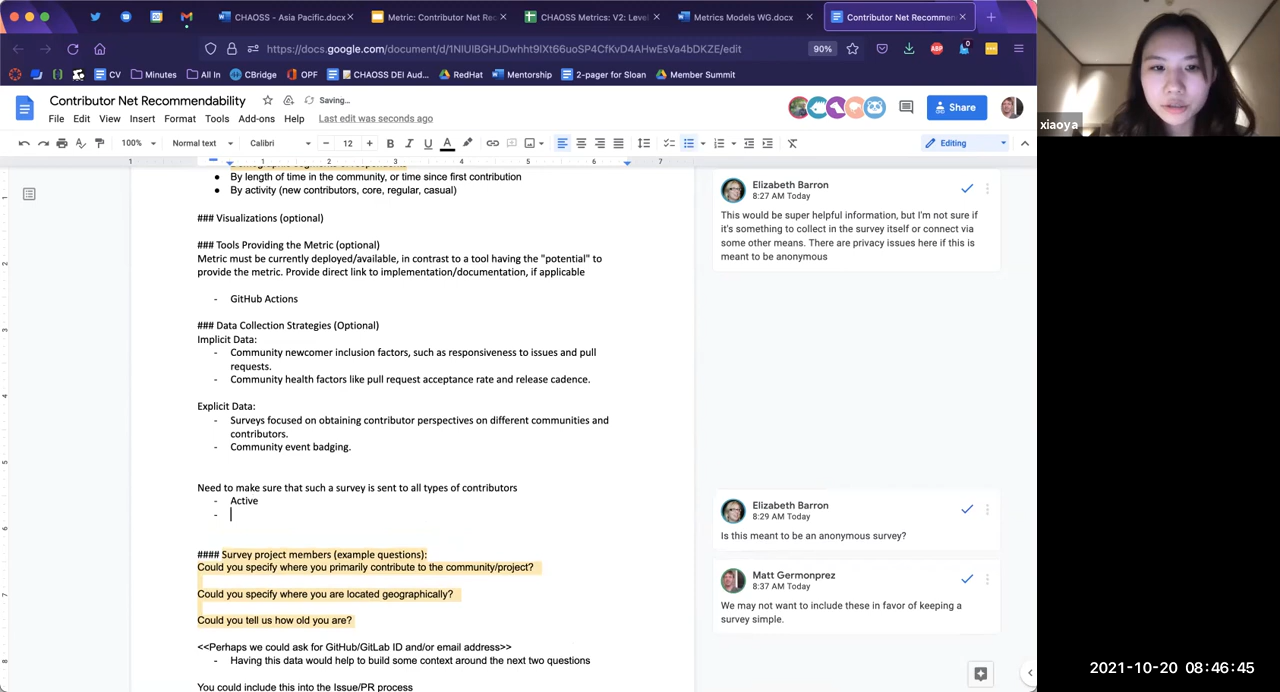 CHAOSS - Asia Pacific.docx
Metric: Contributor Net Rec
CHAOSS Metrics: V2: Level
Metrics Models WG.docx
Contributor Net Recommen
https://docs.google.com/document/d/1NIUIBGHJDwhht9lXt66uoSP4CfKvD4AHwEsVa4bDKZE/edit
90%
CV
Minutes
All In
CBridge
OPF
CHAOSS DEI Aud...
RedHat
Mentorship
2-pager for Sloan
Member Summit
Contributor Net Recommendability
Saving...
File Edit View Insert Format Tools Add-ons Help
Last edit was seconds ago
Share
100%
Normal text
Calibri
12
Editing
● By length of time in the community, or time since first contribution
● By activity (new contributors, core, regular, casual)
### Visualizations (optional)
### Tools Providing the Metric (optional)
Metric must be currently deployed/available, in contrast to a tool having the "potential" to
provide the metric. Provide direct link to implementation/documentation, if applicable
- GitHub Actions
### Data Collection Strategies (Optional)
Implicit Data:
- Community newcomer inclusion factors, such as responsiveness to issues and pull
requests.
- Community health factors like pull request acceptance rate and release cadence.
Explicit Data:
- Surveys focused on obtaining contributor perspectives on different communities and
contributors.
- Community event badging.
Need to make sure that such a survey is sent to all types of contributors
- Active
-
#### Survey project members (example questions):
Could you specify where you primarily contribute to the community/project?
Could you specify where you are located geographically?
Could you tell us how old you are?
<<Perhaps we could ask for GitHub/GitLab ID and/or email address>>
- Having this data would help to build some context around the next two questions
You could include this into the Issue/PR process
Elizabeth Barron
8:27 AM Today
This would be super helpful information, but I'm not sure if
it's something to collect in the survey itself or connect via
some other means. There are privacy issues here if this is
meant to be anonymous
Elizabeth Barron
8:29 AM Today
Is this meant to be an anonymous survey?
Matt Germonprez
8:37 AM Today
We may not want to include these in favor of keeping a
survey simple.
xiaoya
2021-10-20 08:46:45